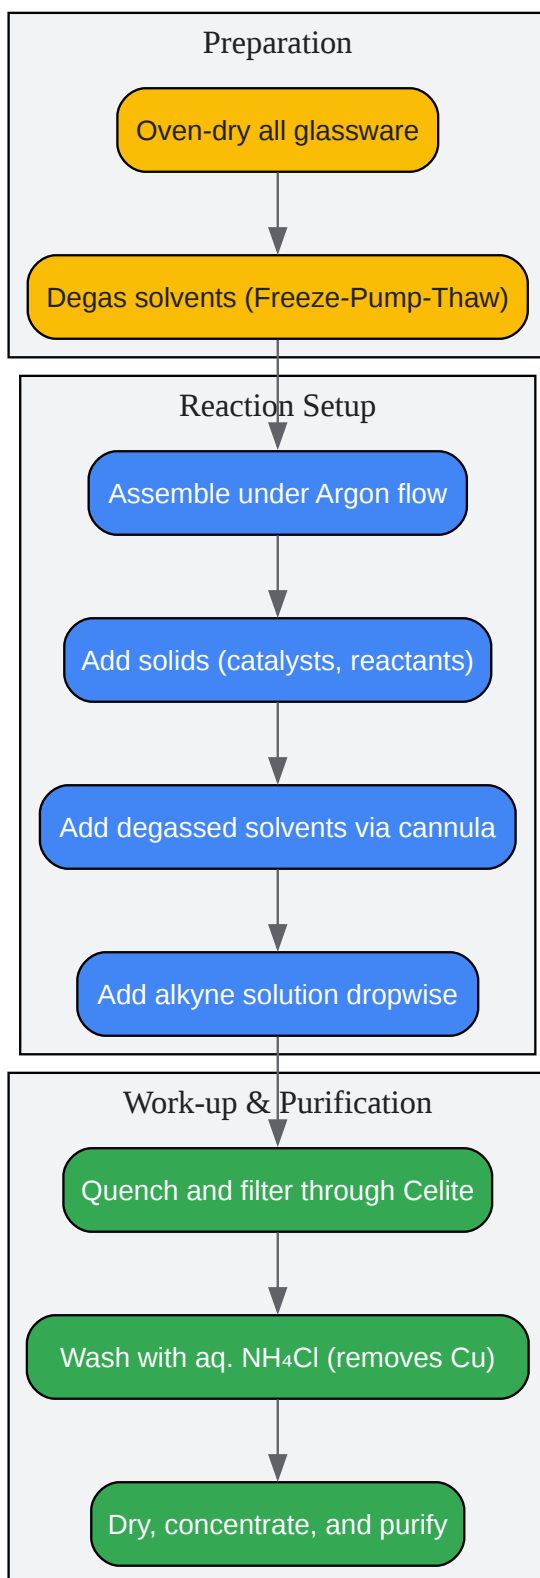 Preparation
Oven-dry all glassware
Degas solvents (Freeze-Pump-Thaw)
Reaction Setup
Assemble under Argon flow
Add solids (catalysts, reactants)
Add degassed solvents via cannula
Add alkyne solution dropwise
Work-up & Purification
Quench and filter through Celite
Wash with aq. NH₄Cl (removes Cu)
Dry, concentrate, and purify